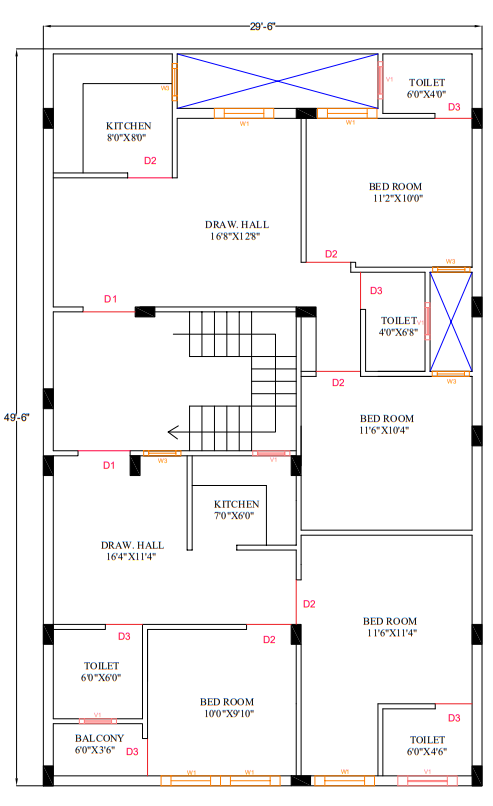 29'-6"
W3
V1
TOILET
6'0"X4'0"
D3
KITCHEN
8'0"X8'0"
W1
W1
D2
BED ROOM
11'2"X10'0"
DRAW. HALL
16'8"X12'8"
D2
W3
D3
D1
TOILET
4'0"X6'8"
V1
D2
W3
49'-6"
BED ROOM
11'6"X10'4"
D1
W3
V1
KITCHEN
7'0"X6'0"
DRAW. HALL
16'4"X11'4"
D2
BED ROOM
11'6"X11'4"
D3
D2
TOILET
6'0"X6'0"
BED ROOM
10'0"X9'10"
V1
D3
BALCONY
6'0"X3'6"
D3
TOILET
6'0"X4'6"
W1
W1
W1
V1